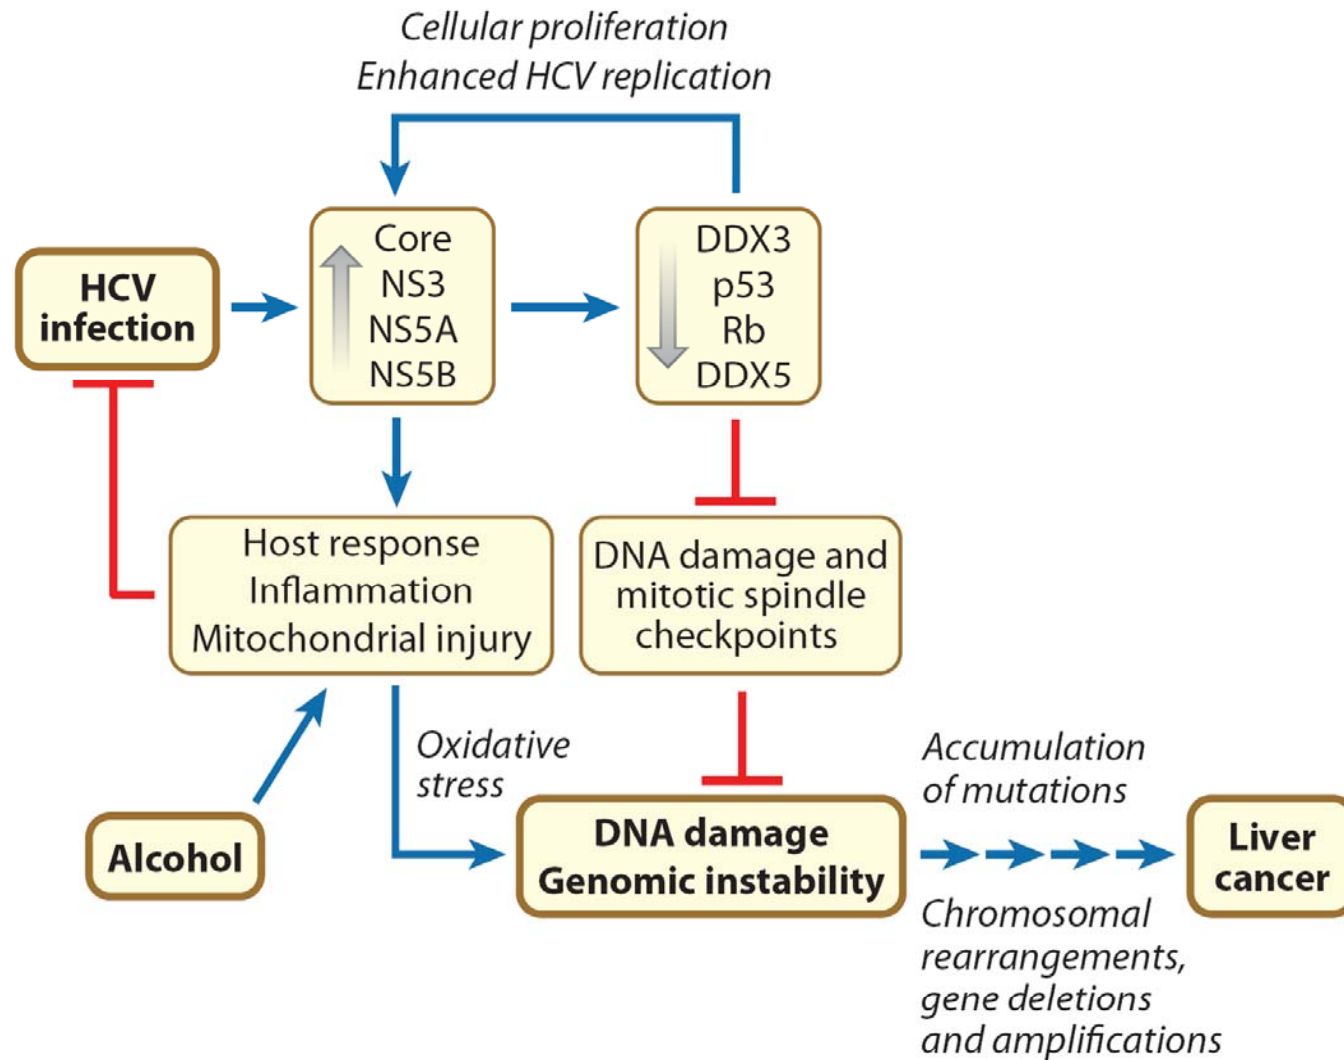 Cellular proliferation
Enhanced HCV replication
HCV
infection
Core
NS3
NS5A
NS5B
DDX3
p53
Rb
DDX5
Host response
Inflammation
Mitochondrial injury
DNA damage and
mitotic spindle
checkpoints
Oxidative
stress
Alcohol
DNA damage
Genomic instability
Accumulation
of mutations
Chromosomal
rearrangements,
gene deletions
and amplifications
Liver
cancer